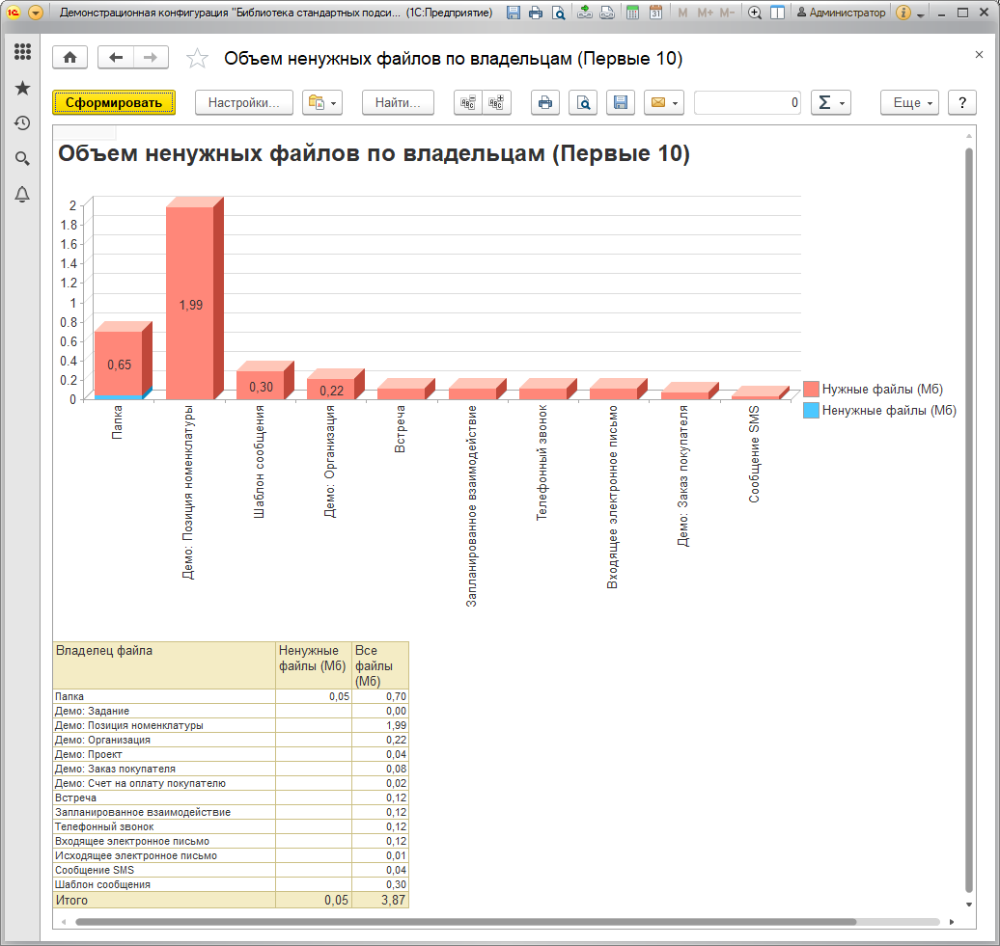 Демонстрационная конфигурация "Библиотека стандартных подси... (1С:Предприятие)
31 M M+ M- Администратор
Объем ненужных файлов по владельцам (Первые 10)
Сформировать Настройки... Найти... 0 Σ Еще ?
Объем ненужных файлов по владельцам (Первые 10)
2
1.8
1.6
1.4
1.2
1
0.8
0.6
0.4
0.2
0
0,65
1,99
0,30
0,22
Нужные файлы (Мб)
Ненужные файлы (Мб)
Папка
Демо: Позиция номенклатуры
Шаблон сообщения
Демо: Организация
Встреча
Запланированное взаимодействие
Телефонный звонок
Входящее электронное письмо
Демо: Заказ покупателя
Сообщение SMS
Владелец файла Ненужные файлы (Мб) Все файлы (Мб)
Папка 0,05 0,70
Демо: Задание 0,00
Демо: Позиция номенклатуры 1,99
Демо: Организация 0,22
Демо: Проект 0,04
Демо: Заказ покупателя 0,08
Демо: Счет на оплату покупателю 0,02
Встреча 0,12
Запланированное взаимодействие 0,12
Телефонный звонок 0,12
Входящее электронное письмо 0,12
Исходящее электронное письмо 0,01
Сообщение SMS 0,04
Шаблон сообщения 0,30
Итого 0,05 3,87